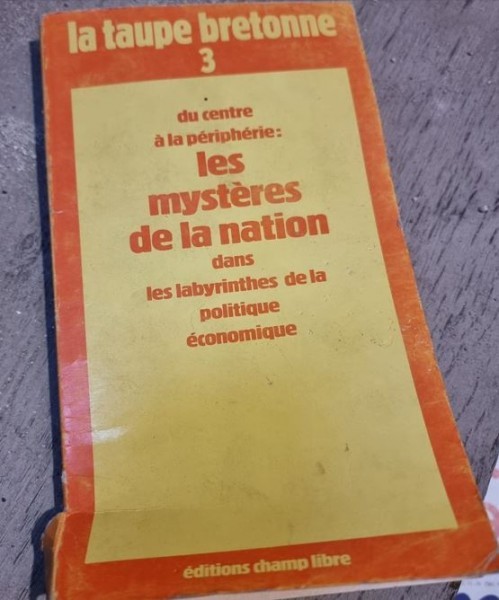 la taupe bretonne
3
du centre
à la périphérie:
les
mystères
de la nation
dans
les labyrinthes de la
politique
économique
éditions champ libre